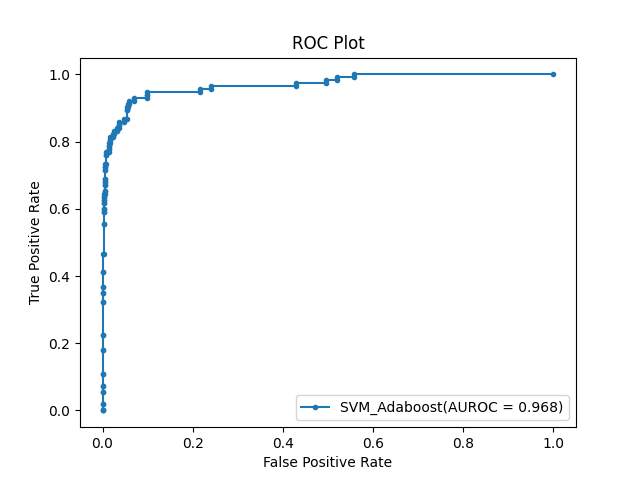 ROC Plot
1.0
0.8
0.6
0.4
0.2
0.0
True Positive Rate
SVM_Adaboost(AUROC = 0.968)
0.0 0.2 0.4 0.6 0.8 1.0
False Positive Rate